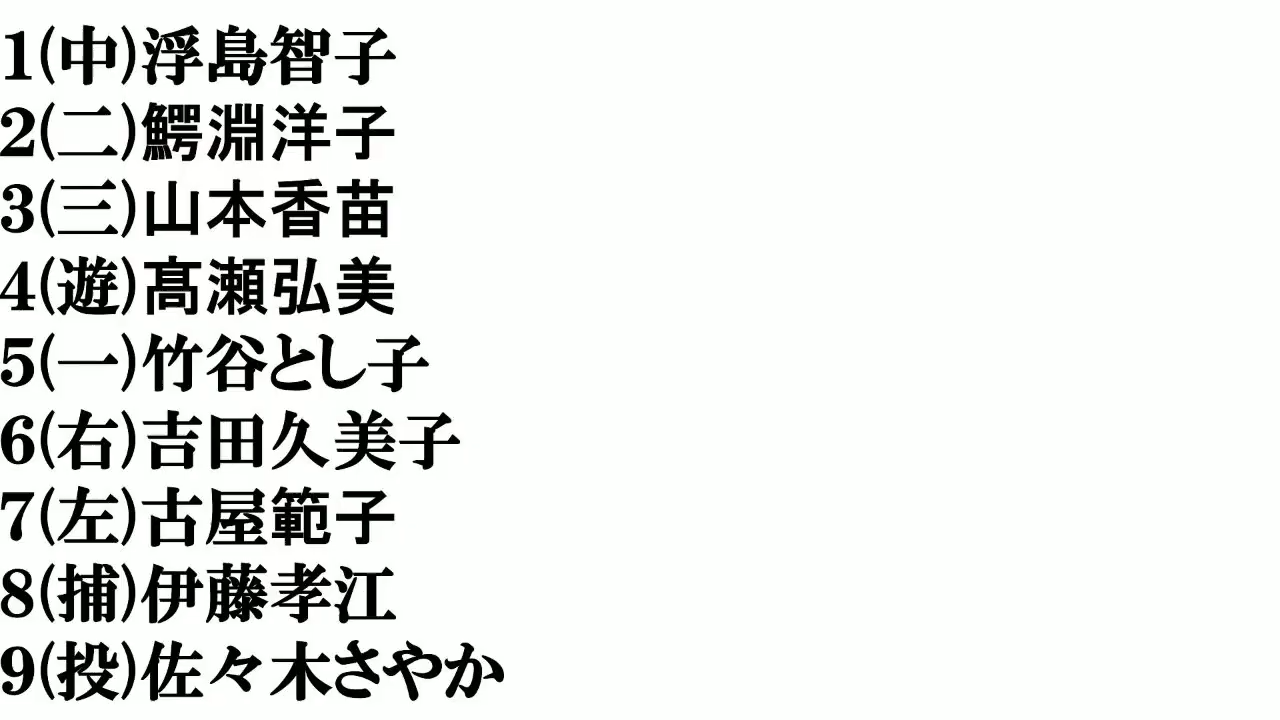 1(中)浮島智子
2(二)鰐淵洋子
3(三)山本香苗
4(遊)髙瀬弘美
5(一)竹谷とし子
6(右)吉田久美子
7(左)古屋範子
8(捕)伊藤孝江
9(投)佐々木さやか